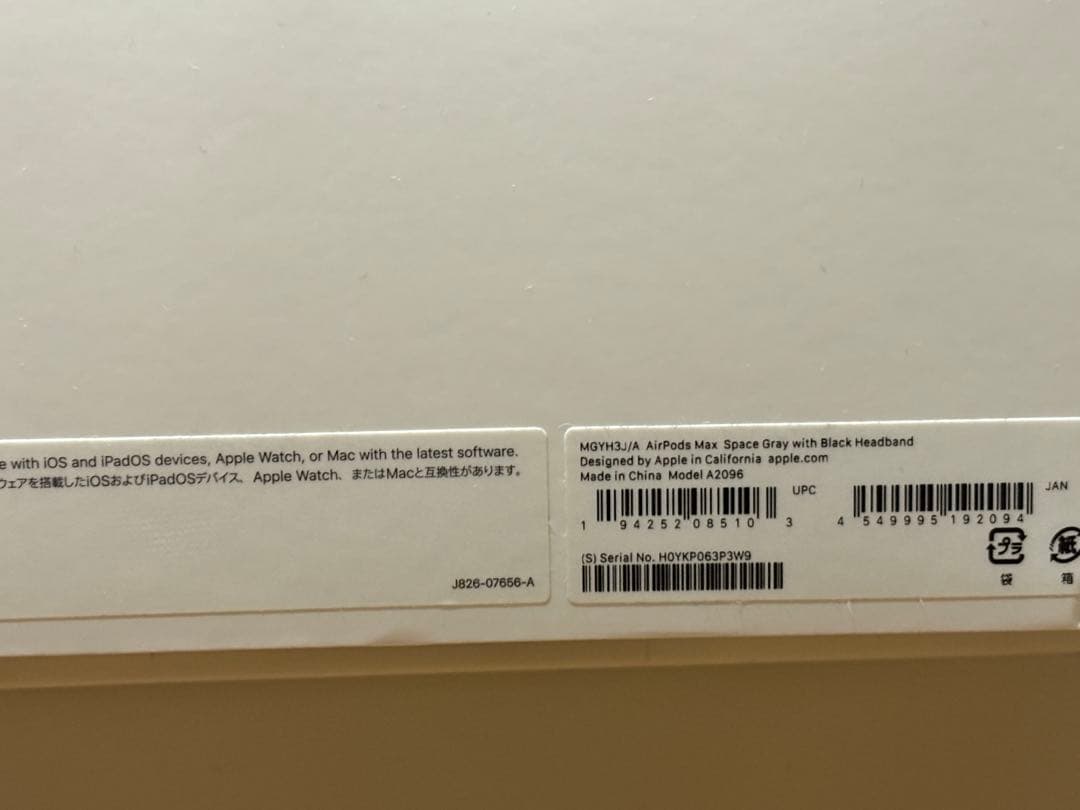 e with iOS and iPadOS devices, Apple Watch, or Mac with the latest software.
ウェアを搭載したiOSおよびiPadOSデバイス、Apple Watch、またはMacと互換性があります。
J826-07656-A
MGYH3J/A AirPods Max Space Gray with Black Headband
Designed by Apple in California apple.com
Made in China Model A2096
UPC
1 94252 08510 3
JAN
4 549995 192094
(S) Serial No. H0YKP063P3W9
プラ
袋
紙
箱